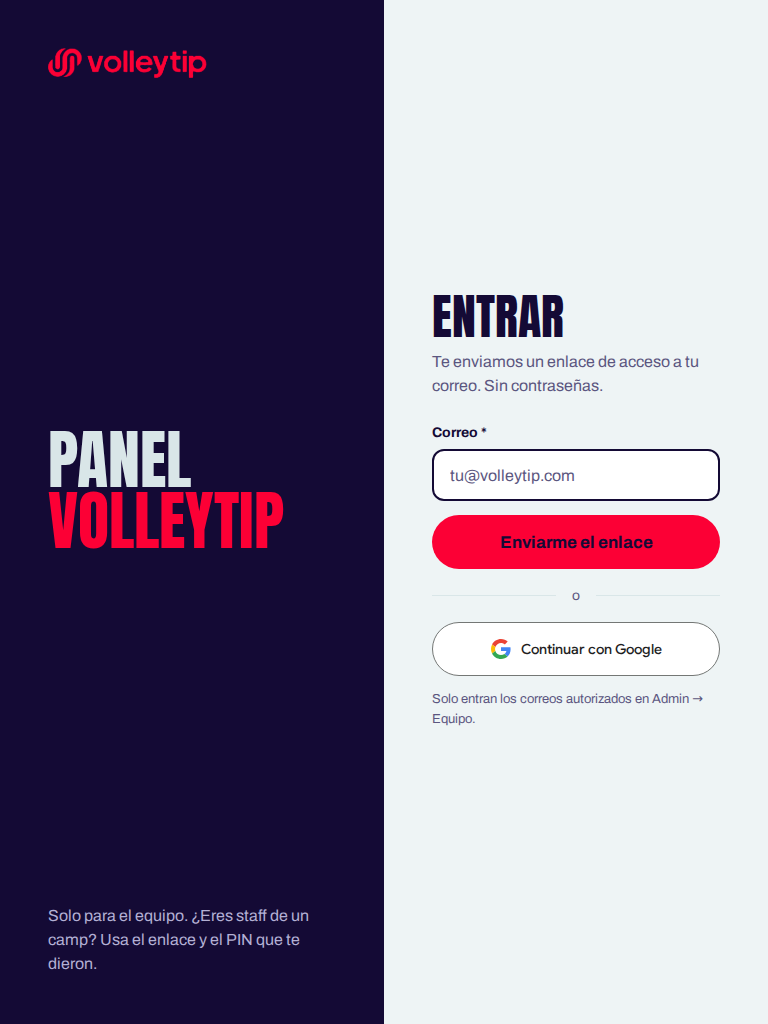 volleytip
PANEL
VOLLEYTIP
Solo para el equipo. ¿Eres staff de un
camp? Usa el enlace y el PIN que te
dieron.
ENTRAR
Te enviamos un enlace de acceso a tu
correo. Sin contraseñas.
Correo *
tu@volleytip.com
Enviarme el enlace
o
Continuar con Google
Solo entran los correos autorizados en Admin →
Equipo.